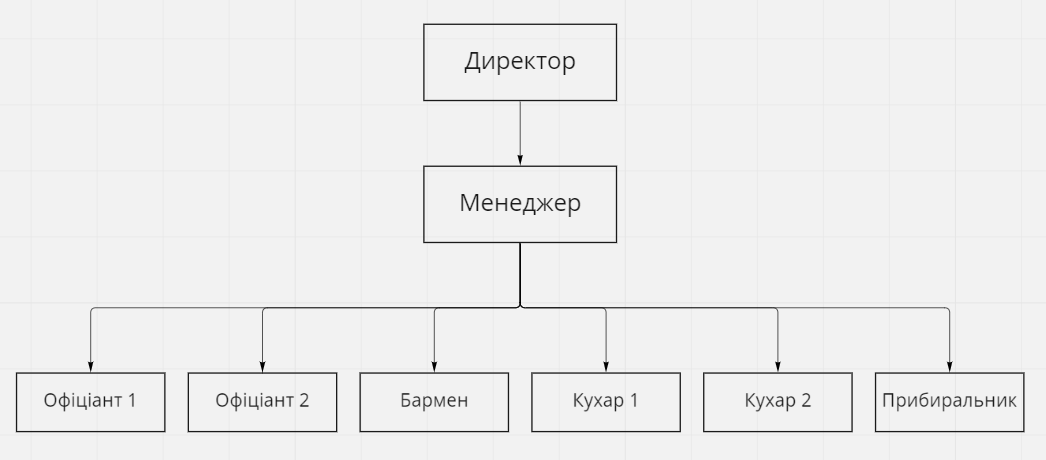 Директор
Менеджер
Офіціант 1
Офіціант 2
Бармен
Кухар 1
Кухар 2
Прибиральник